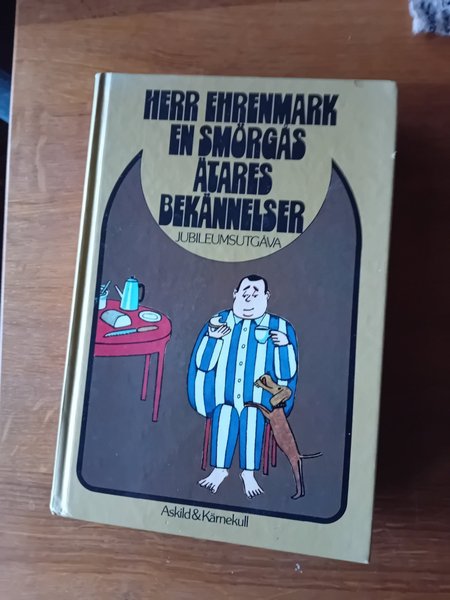 HERR EHRENMARK
EN SMÖRGÅS
ÄTARES
BEKÄNNELSER
JUBILEUMSUTGÅVA
Askild & Kärnekull